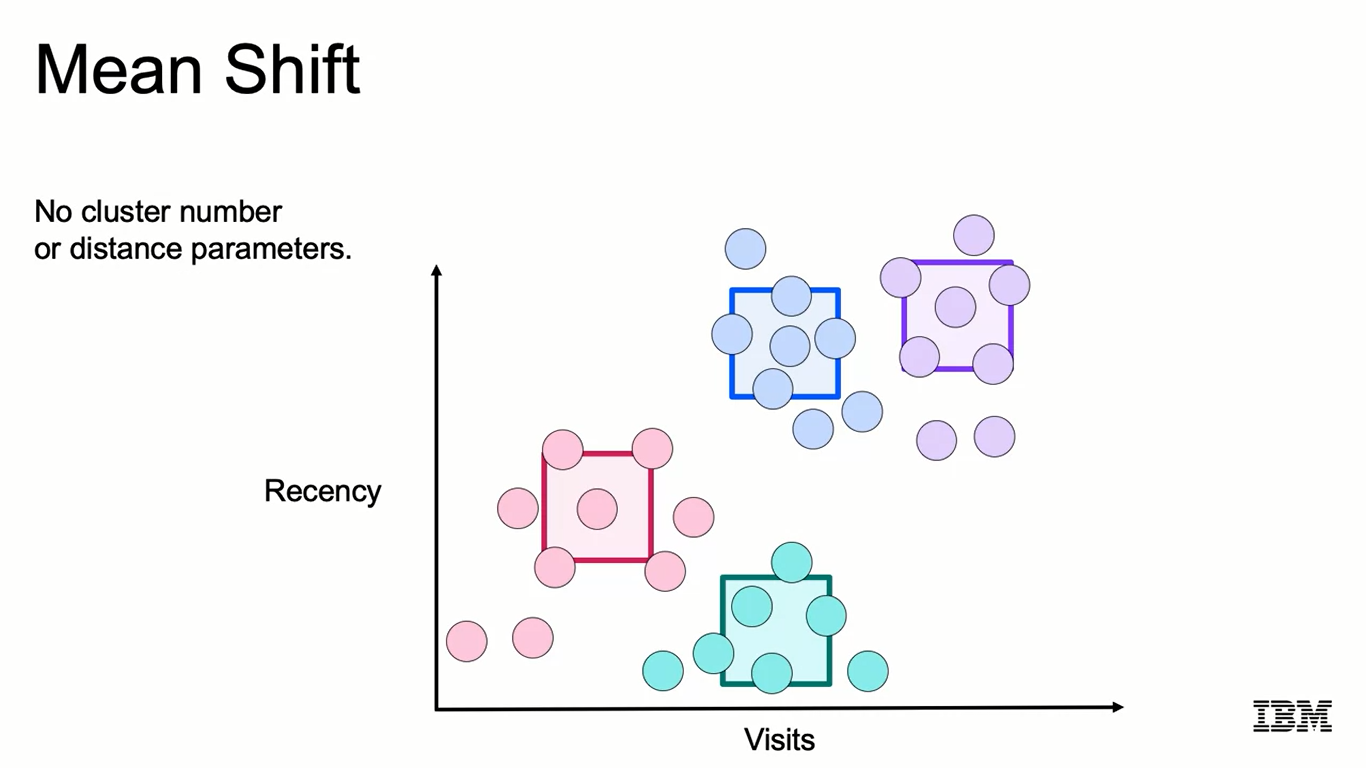 Mean Shift
No cluster number
or distance parameters.
Recency
Visits
IBM